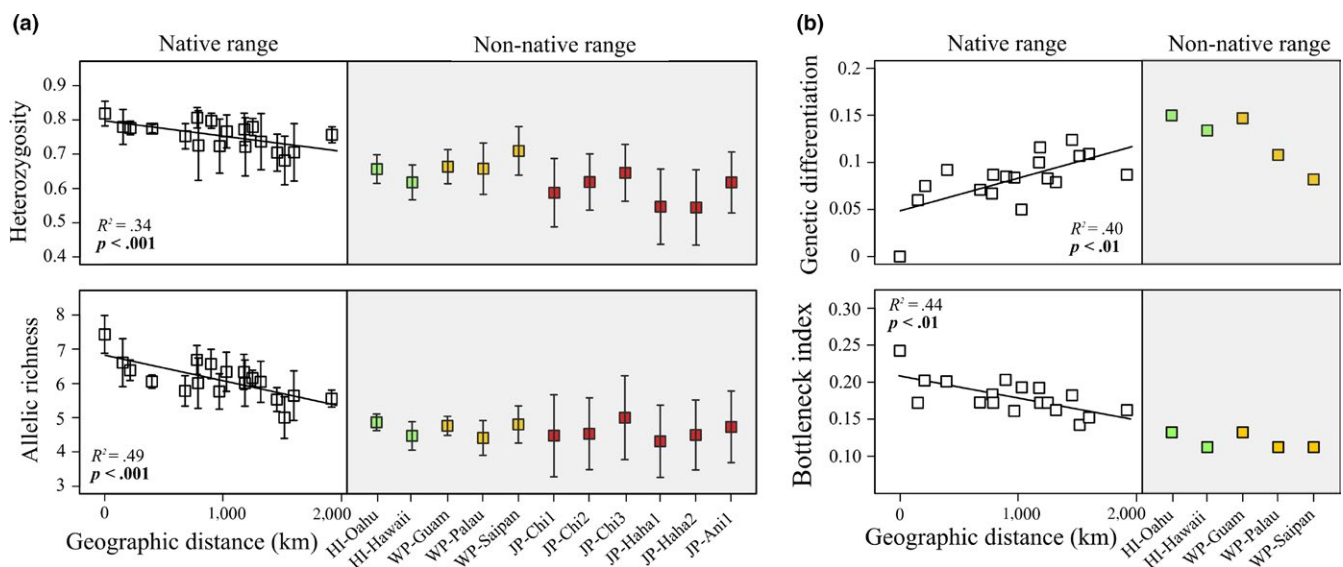 (a)
Native range
Non-native range
Heterozygosity
0.9
0.8
0.7
0.6
0.5
0.4
R² = .34
p < .001
Allelic richness
8
7
6
5
4
3
R² = .49
p < .001
0
1,000
2,000
Geographic distance (km)
HI-Oahu
HI-Hawaii
WP-Guam
WP-Palau
WP-Saipan
JP-Chi1
JP-Chi2
JP-Chi3
JP-Haha1
JP-Haha2
JP-Ani1
(b)
Native range
Non-native range
Genetic differentiation
0.2
0.15
0.1
0.05
0
R² = .40
p < .01
Bottleneck index
0.30
0.25
0.20
0.15
0.10
R² = .44
p < .01
0
1,000
2,000
Geographic distance (km)
HI-Oahu
HI-Hawaii
WP-Guam
WP-Palau
WP-Saipan